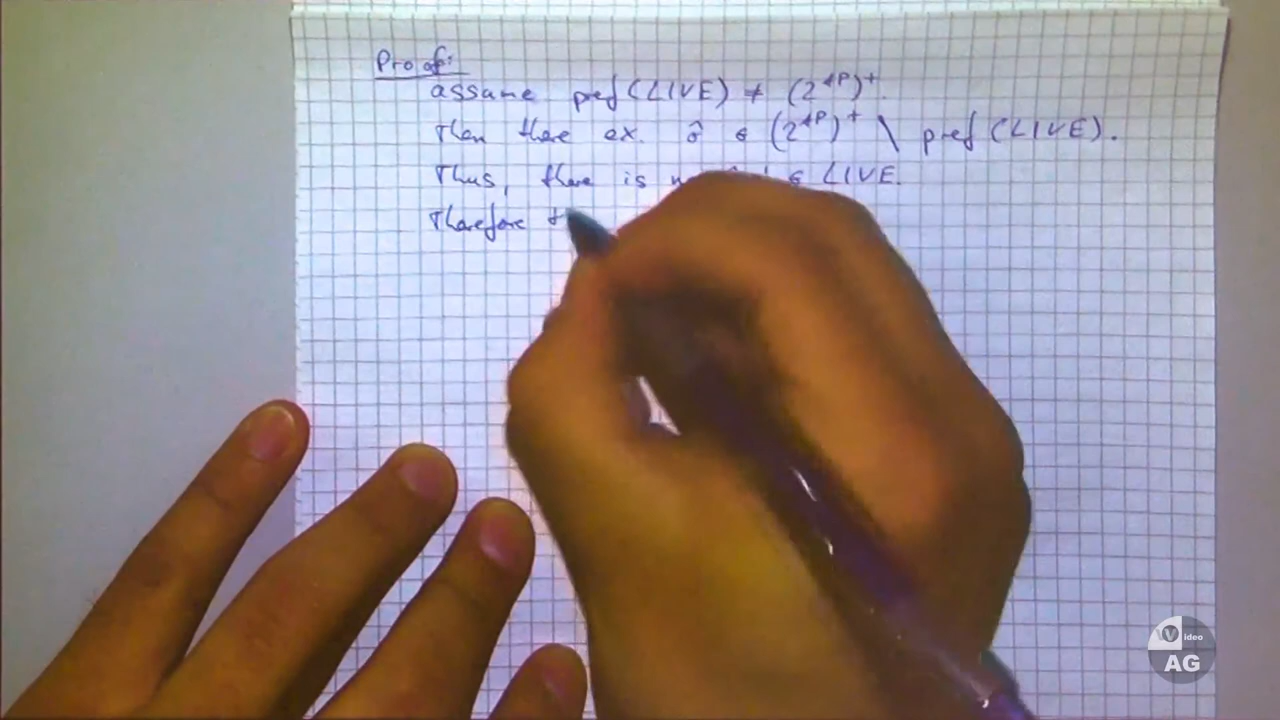 Proof:
assume pref(LIVE) ≠ (2^AP)^+.
Then there ex. σ̂ ∈ (2^AP)^+ \ pref(LIVE).
Thus, there is ∈ LIVE.
Therefore
Video
AG